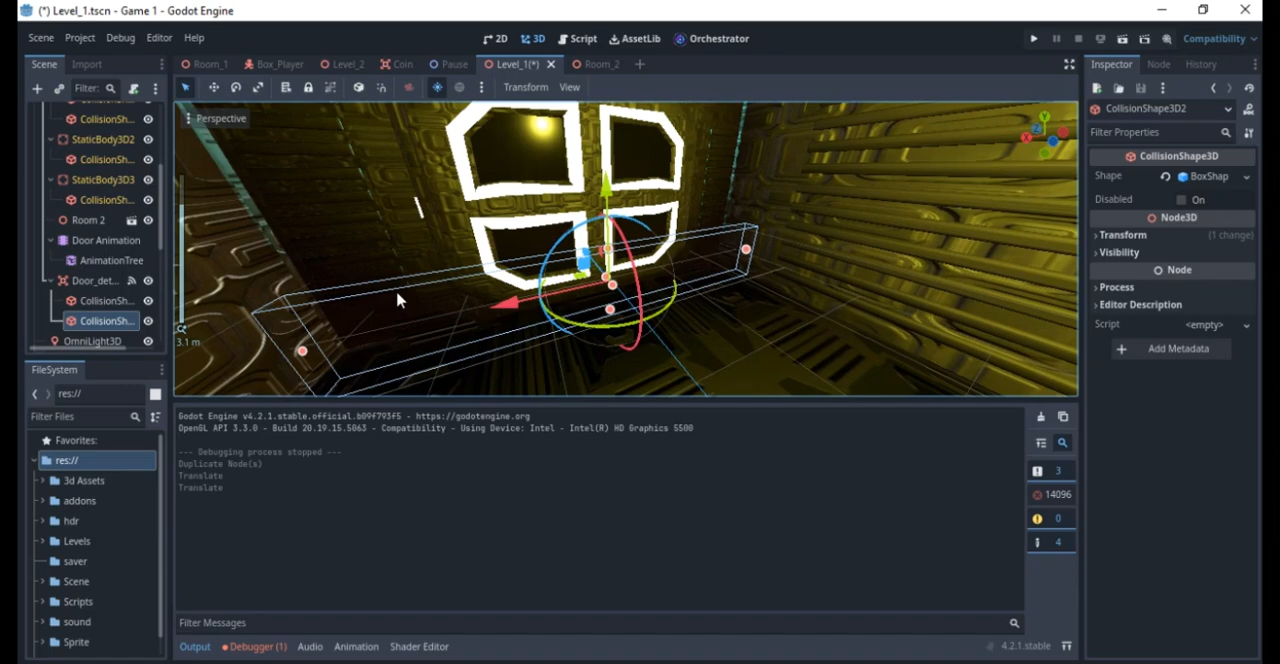 (*) Level_1.tscn - Game 1 - Godot Engine
Scene Project Debug Editor Help
2D 3D Script AssetLib Orchestrator
Compatibility
Scene Import
Room_1 Box_Player Level_2 Coin Pause Level_1(*) Room_2
Inspector Node History
Filter:
Transform View
CollisionSh...
StaticBody3D2
CollisionSh...
StaticBody3D3
CollisionSh...
Room 2
Door Animation
AnimationTree
Door_det...
CollisionSh...
CollisionSh...
OmniLight3D
Perspective
3.1 m
CollisionShape3D2
Filter Properties
CollisionShape3D
Shape BoxShap
Disabled On
Node3D
Transform (1 change)
Visibility
Node
Process
Editor Description
Script <empty>
Add Metadata
FileSystem
res://
Filter Files
Favorites:
res://
3d Assets
addons
hdr
Levels
saver
Scene
Scripts
sound
Sprite
Godot Engine v4.2.1.stable.official.b09f793f5 - https://godotengine.org
OpenGL API 3.3.0 - Build 20.19.15.5063 - Compatibility - Using Device: Intel - Intel(R) HD Graphics 5500
--- Debugging process stopped ---
Duplicate Node(s)
Translate
Translate
3
14096
0
4
Filter Messages
Output Debugger (1) Audio Animation Shader Editor
4.2.1.stable